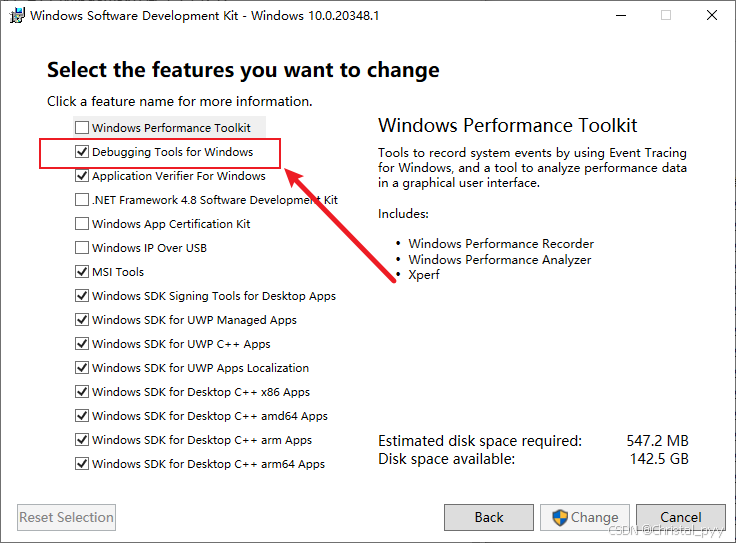 Windows Software Development Kit - Windows 10.0.20348.1
Select the features you want to change
Click a feature name for more information.
Windows Performance Toolkit
Debugging Tools for Windows
Application Verifier For Windows
.NET Framework 4.8 Software Development Kit
Windows App Certification Kit
Windows IP Over USB
MSI Tools
Windows SDK Signing Tools for Desktop Apps
Windows SDK for UWP Managed Apps
Windows SDK for UWP C++ Apps
Windows SDK for UWP Apps Localization
Windows SDK for Desktop C++ x86 Apps
Windows SDK for Desktop C++ amd64 Apps
Windows SDK for Desktop C++ arm Apps
Windows SDK for Desktop C++ arm64 Apps
Windows Performance Toolkit
Tools to record system events by using Event Tracing
for Windows, and a tool to analyze performance data
in a graphical user interface.
Includes:
• Windows Performance Recorder
• Windows Performance Analyzer
• Xperf
Estimated disk space required: 547.2 MB
Disk space available: 142.5 GB
Reset Selection
Back
Change
Cancel
CSDN @Christal_pyy